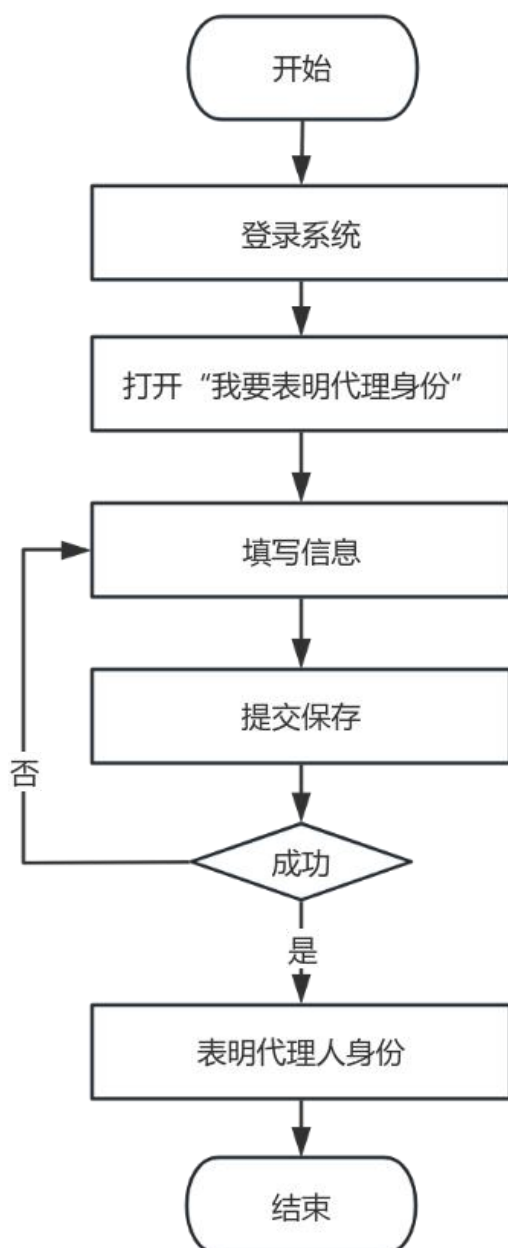 开始
登录系统
打开“我要表明代理身份”
填写信息
提交保存
否
成功
是
表明代理人身份
结束